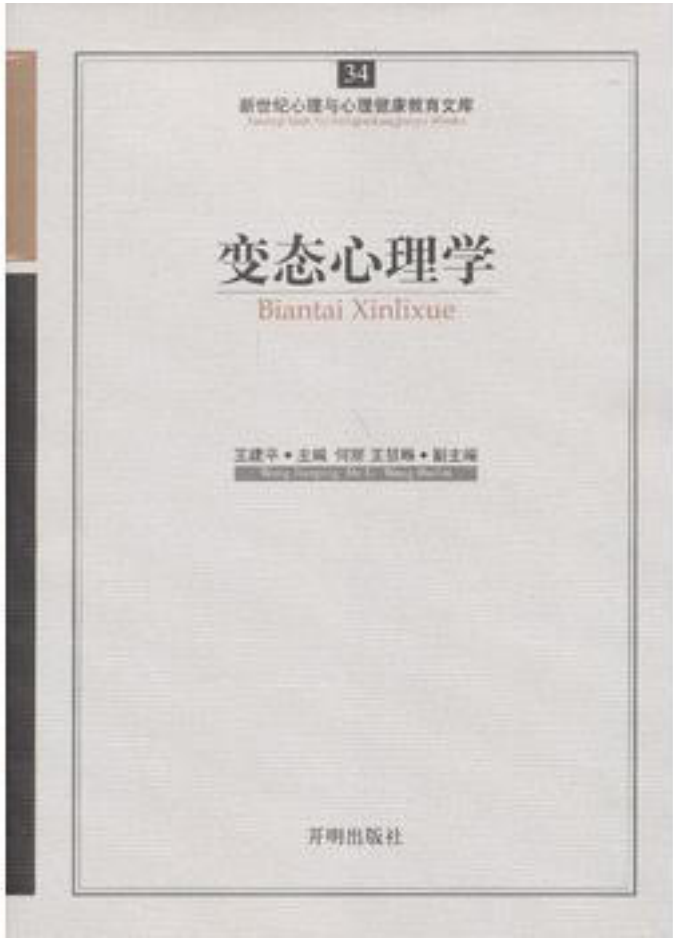 34
新世纪心理与心理健康教育文库
变态心理学
Biantai Xinlixue
王建平·主编 何丽 王慧琳·副主编
开明出版社